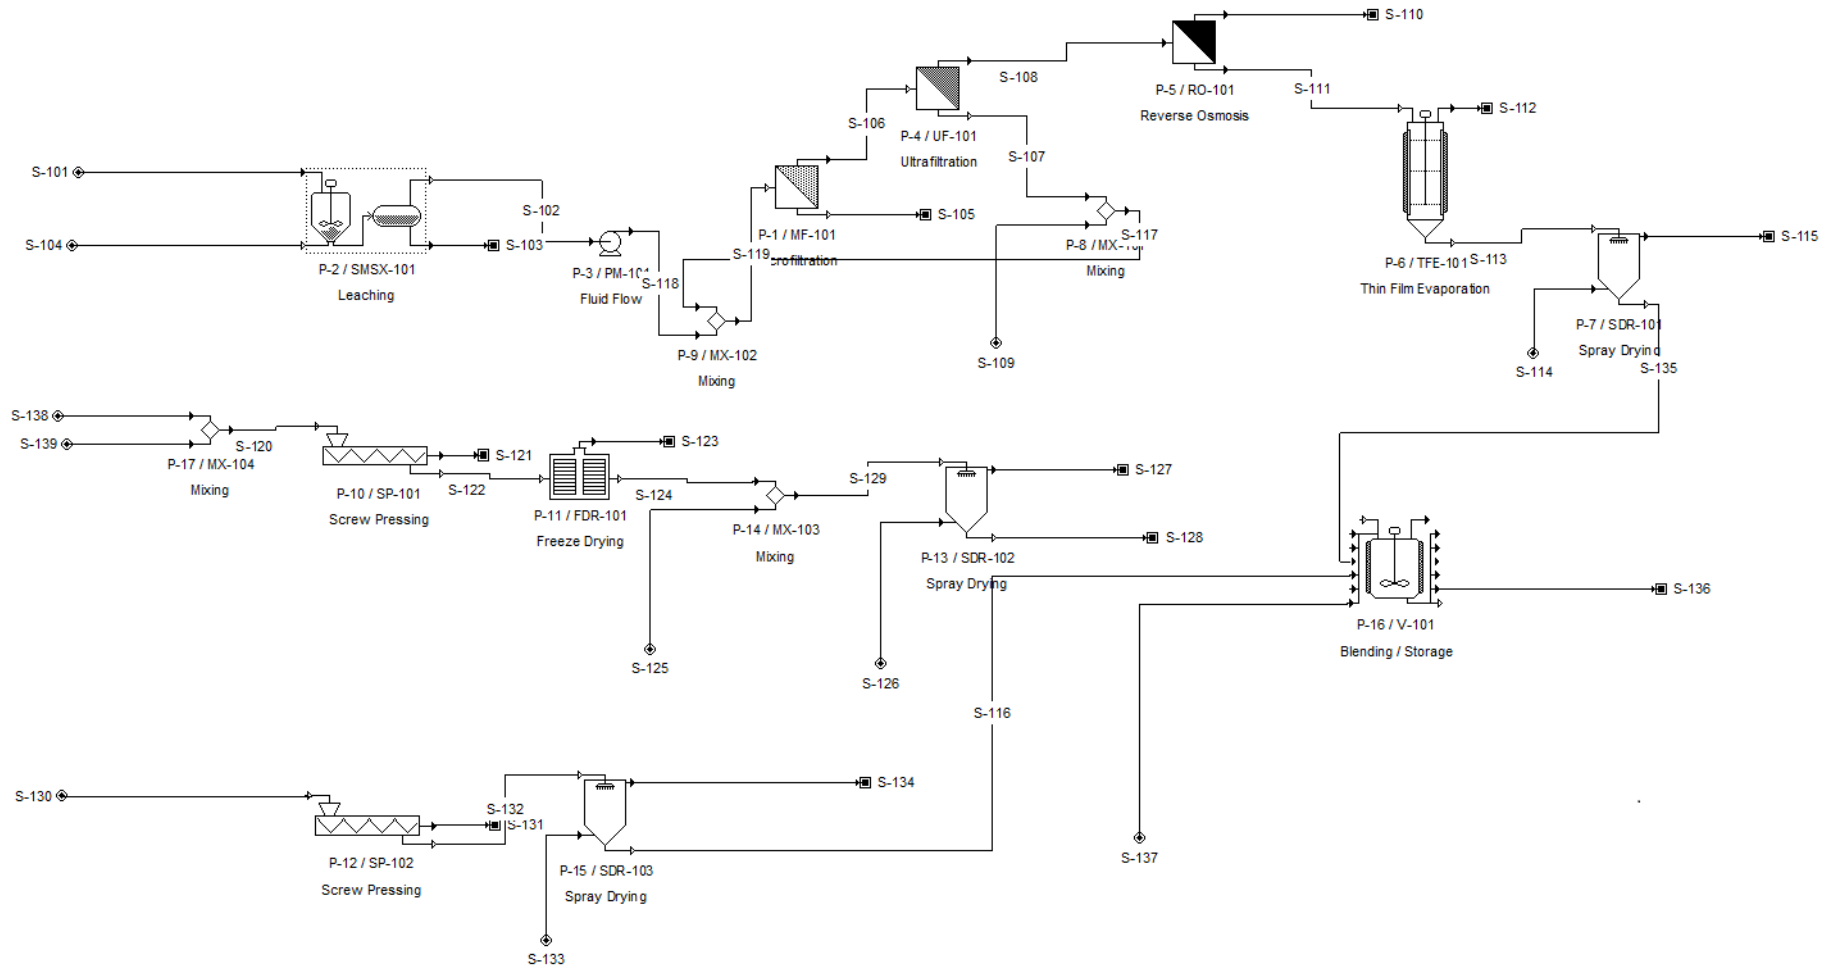 S-110
S-108
P-5 / RO-101
Reverse Osmosis
S-111
S-112
S-106
P-4 / UF-101
Ultrafiltration
S-107
S-101
S-102
S-104
S-103
P-2 / SMSX-101
Leaching
S-105
P-1 / MF-101
S-119
P-3 / PM-101
Fluid Flow
S-118
S-117
P-8 / MX-
Mixing
S-115
P-6 / TFE-101
S-113
Thin Film Evaporation
P-7 / SDR-101
Spray Drying
S-135
S-114
P-9 / MX-102
Mixing
S-109
S-138
S-139
S-120
P-17 / MX-104
Mixing
S-121
S-122
P-10 / SP-101
Screw Pressing
S-123
S-124
P-11 / FDR-101
Freeze Drying
S-129
S-127
P-14 / MX-103
Mixing
S-128
P-13 / SDR-102
Spray Drying
S-125
S-126
S-136
P-16 / V-101
Blending / Storage
S-116
S-130
S-132
S-131
S-134
P-12 / SP-102
Screw Pressing
P-15 / SDR-103
Spray Drying
S-133
S-137